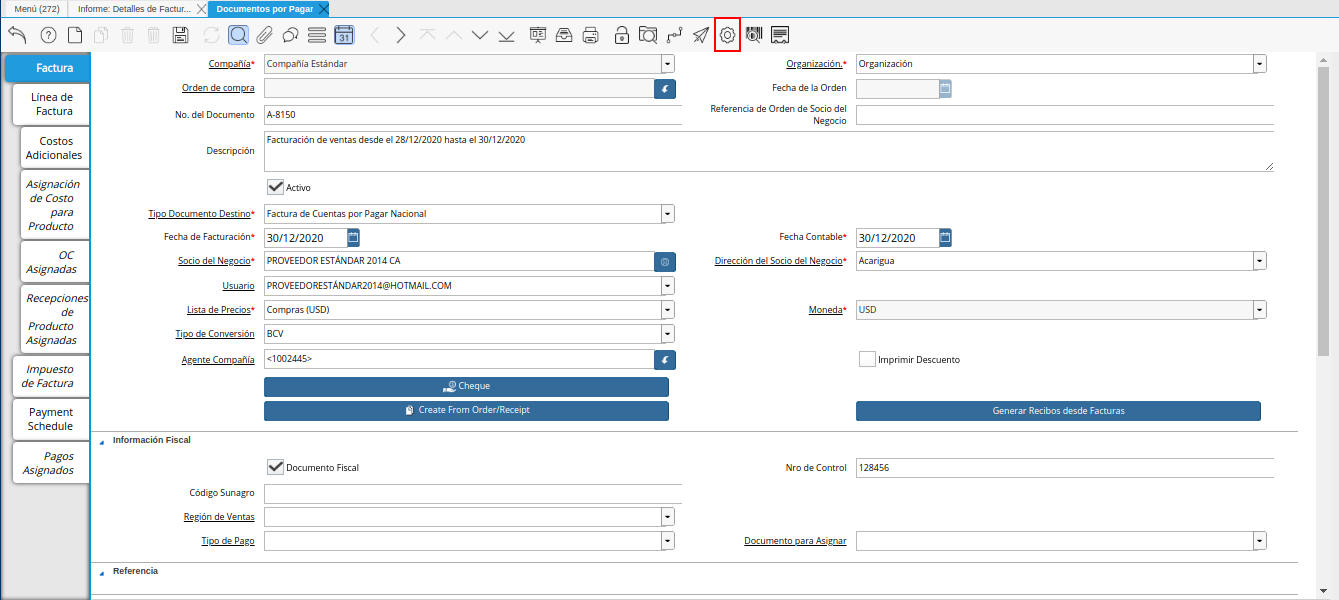 Menú (272)
Informe: Detalles de Factur...
Documentos por Pagar
31
Factura
Línea de
Factura
Costos
Adicionales
Asignación
de Costo
para
Producto
OC
Asignadas
Recepciones
de
Producto
Asignadas
Impuesto
de Factura
Payment
Schedule
Pagos
Asignados
Compañía* Compañía Estándar
Organización.* Organización
Orden de compra
Fecha de la Orden
No. del Documento A-8150
Referencia de Orden de Socio del
Negocio
Descripción Facturación de ventas desde el 28/12/2020 hasta el 30/12/2020
Activo
Tipo Documento Destino* Factura de Cuentas por Pagar Nacional
Fecha de Facturación* 30/12/2020
Fecha Contable* 30/12/2020
Socio del Negocio* PROVEEDOR ESTÁNDAR 2014 CA
Dirección del Socio del Negocio* Acarigua
Usuario PROVEEDORESTÁNDAR2014@HOTMAIL.COM
Lista de Precios* Compras (USD)
Moneda* USD
Tipo de Conversión BCV
Agente Compañía <1002445>
Imprimir Descuento
Cheque
Create From Order/Receipt
Generar Recibos desde Facturas
Información Fiscal
Documento Fiscal
Nro de Control 128456
Código Sunagro
Región de Ventas
Tipo de Pago
Documento para Asignar
Referencia